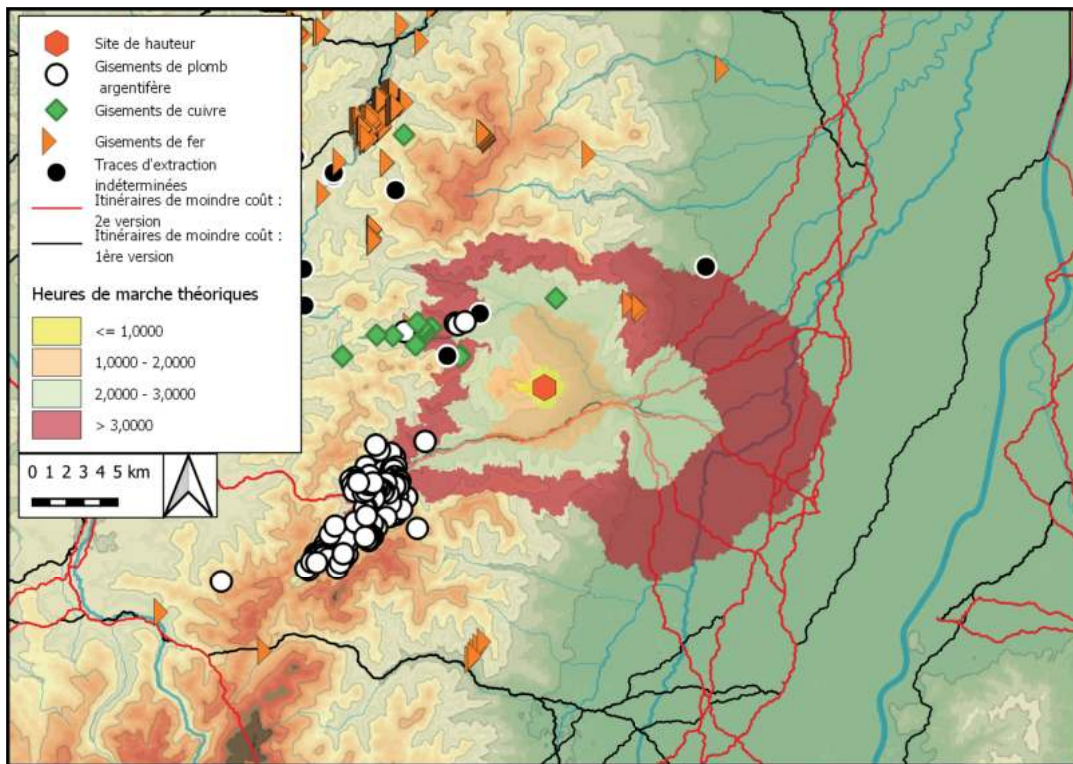 Site de hauteur
Gisements de plomb
argentifère
Gisements de cuivre
Gisements de fer
Traces d'extraction
indéterminées
Itinéraires de moindre coût :
2e version
Itinéraires de moindre coût :
1ère version
Heures de marche théoriques
<= 1,0000
1,0000 - 2,0000
2,0000 - 3,0000
> 3,0000
0 1 2 3 4 5 km